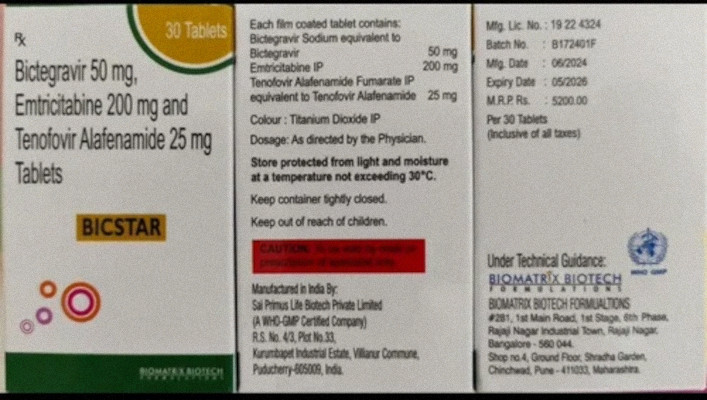 Rx
30 Tablets
Bictegravir 50 mg,
Emtricitabine 200 mg and
Tenofovir Alafenamide 25 mg
Tablets
BICSTAR
BIOMATRIX BIOTECH
FORMULATIONS
Each film coated tablet contains:
Bictegravir Sodium equivalent to
Bictegravir 50 mg
Emtricitabine IP 200 mg
Tenofovir Alafenamide Fumarate IP
equivalent to Tenofovir Alafenamide 25 mg
Colour : Titanium Dioxide IP
Dosage: As directed by the Physician.
Store protected from light and moisture
at a temperature not exceeding 30°C.
Keep container tightly closed.
Keep out of reach of children.
CAUTION:
Manufactured in India By:
Sai Primus Life Biotech Private Limited
(A WHO-GMP Certified Company)
R.S. No. 4/3, Plot No.33,
Kurumbapet Industrial Estate, Villianur Commune,
Puducherry-605009, India.
Mfg. Lic. No. : 19 22 4324
Batch No. : B172401F
Mfg. Date : 06/2024
Expiry Date : 05/2026
M.R.P. Rs. : 5200.00
Per 30 Tablets
(Inclusive of all taxes)
WHO GMP
Under Technical Guidance:
BIOMATRIX BIOTECH
FORMULATIONS
BIOMATRIX BIOTECH FORMUALTIONS
#281, 1st Main Road, 1st Stage, 6th Phase,
Rajaji Nagar Industrial Town, Rajaji Nagar,
Bangalore - 560 044.
Shop no.4, Ground Floor, Shradha Garden,
Chinchwad, Pune - 411033, Maharashtra.